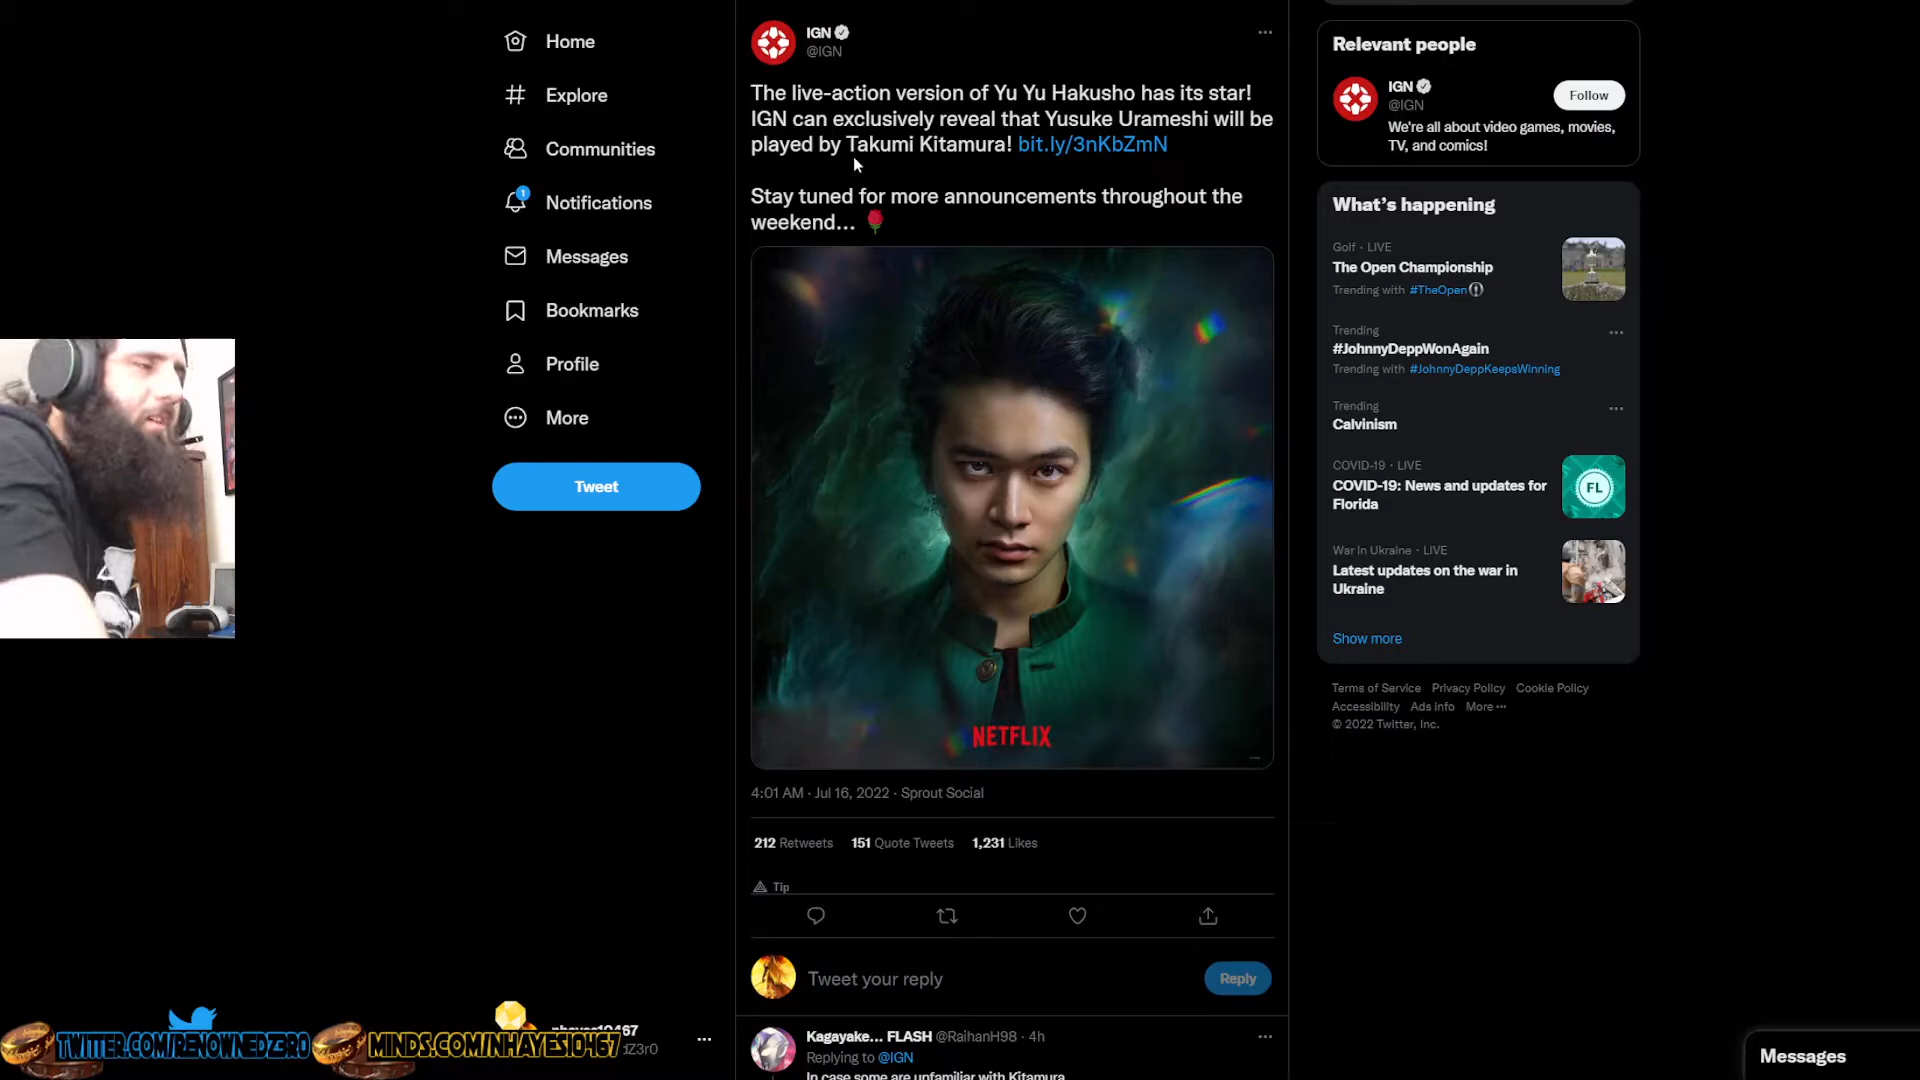 Home
Explore
Communities
1
Notifications
Messages
Bookmarks
Profile
More
Tweet
IGN
@IGN
The live-action version of Yu Yu Hakusho has its star!
IGN can exclusively reveal that Yusuke Urameshi will be
played by Takumi Kitamura! bit.ly/3nKbZmN
Stay tuned for more announcements throughout the
weekend...
NETFLIX
4:01 AM · Jul 16, 2022 · Sprout Social
212 Retweets 151 Quote Tweets 1,231 Likes
Tip
Tweet your reply
Reply
Kagayake... FLASH @RaihanH98 · 4h
Replying to @IGN
In case some are unfamiliar with Kitamura
Relevant people
IGN
@IGN
Follow
We're all about video games, movies,
TV, and comics!
What's happening
Golf · LIVE
The Open Championship
Trending with #TheOpen
Trending
#JohnnyDeppWonAgain
Trending with #JohnnyDeppKeepsWinning
Trending
Calvinism
COVID-19 · LIVE
COVID-19: News and updates for
Florida
FL
War in Ukraine · LIVE
Latest updates on the war in
Ukraine
Show more
Terms of Service Privacy Policy Cookie Policy
Accessibility Ads info More
© 2022 Twitter, Inc.
Messages
TWITTER.COM/RENOWNEDZ3R0
MINDS.COM/NHAYES10467